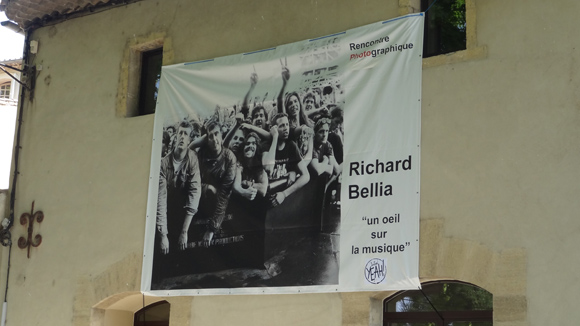 Rencontre
Photographique
Richard
Bellia
“un oeil
sur
la musique”
YEAH!